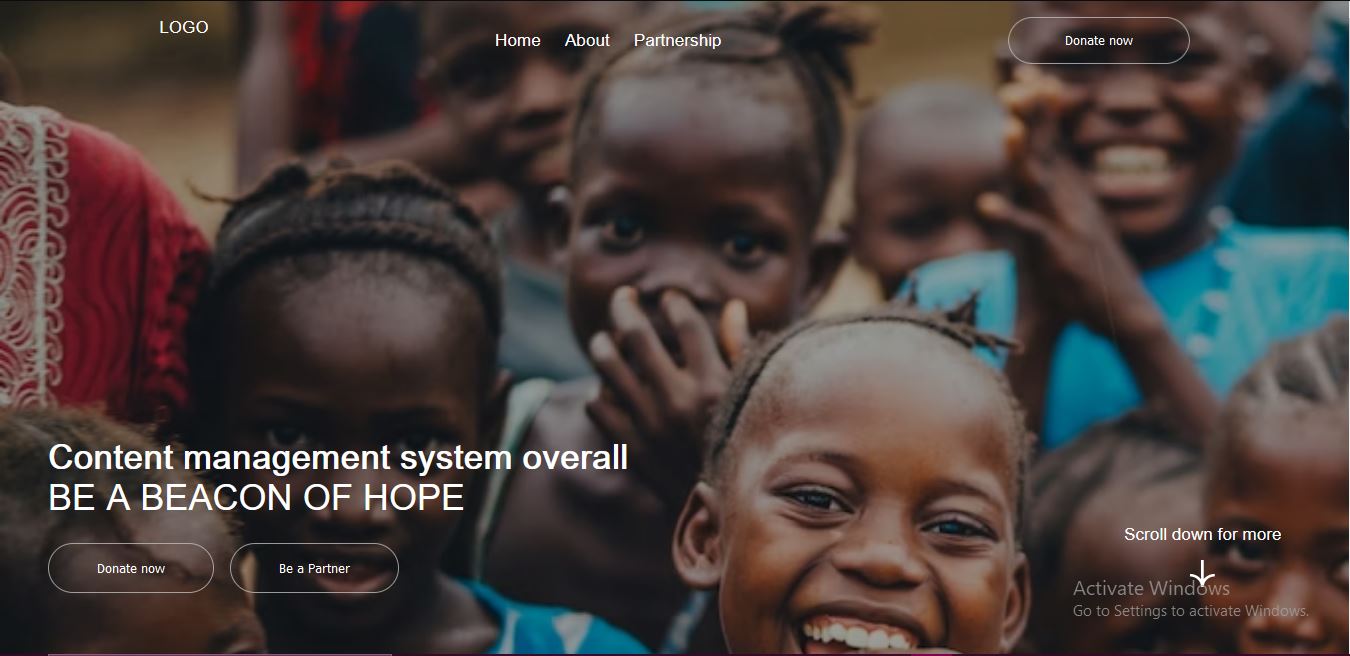 LOGO
Home About Partnership
Donate now
Content management system overall
BE A BEACON OF HOPE
Donate now
Be a Partner
Scroll down for more
Activate Windows
Go to Settings to activate Windows.